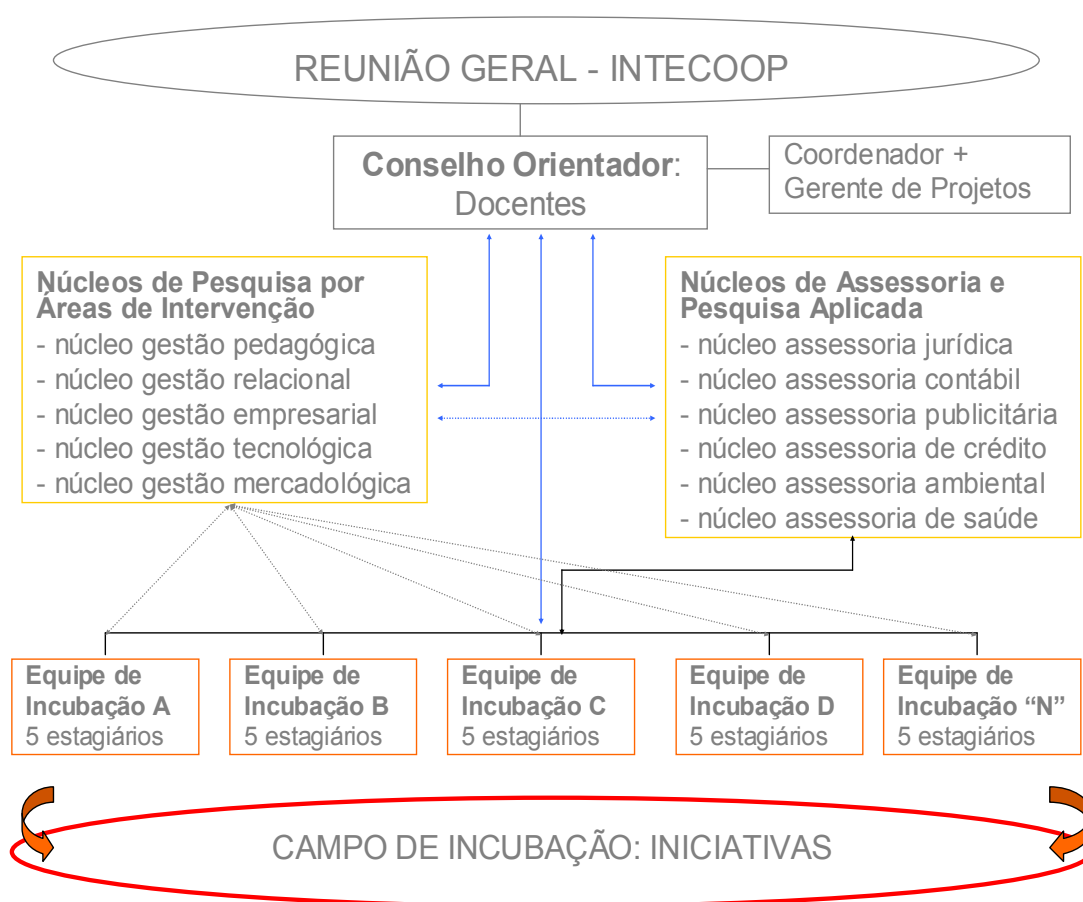 REUNIÃO GERAL - INTECOOP
Conselho Orientador:
Docentes
Coordenador +
Gerente de Projetos
Núcleos de Pesquisa por
Áreas de Intervenção
- núcleo gestão pedagógica
- núcleo gestão relacional
- núcleo gestão empresarial
- núcleo gestão tecnológica
- núcleo gestão mercadológica
Núcleos de Assessoria e
Pesquisa Aplicada
- núcleo assessoria jurídica
- núcleo assessoria contábil
- núcleo assessoria publicitária
- núcleo assessoria de crédito
- núcleo assessoria ambiental
- núcleo assessoria de saúde
Equipe de
Incubação A
5 estagiários
Equipe de
Incubação B
5 estagiários
Equipe de
Incubação C
5 estagiários
Equipe de
Incubação D
5 estagiários
Equipe de
Incubação “N”
5 estagiários
CAMPO DE INCUBAÇÃO: INICIATIVAS